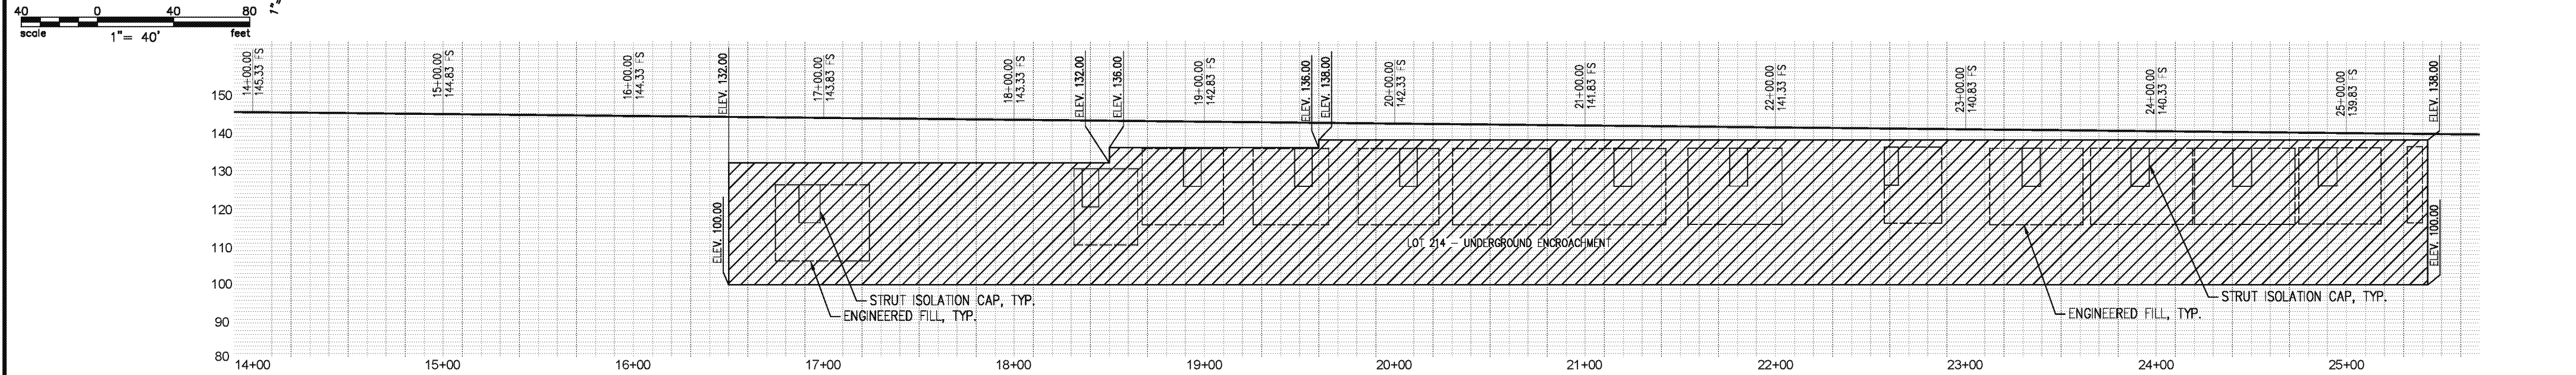 40 0 40 80
scale 1"= 40' feet
1"
14+00.00
145.33 FS
15+00.00
144.83 FS
16+00.00
144.33 FS
ELEV. 132.00
17+00.00
143.83 FS
18+00.00
143.33 FS
ELEV. 132.00
ELEV. 136.00
19+00.00
142.83 FS
ELEV. 136.00
ELEV. 138.00
20+00.00
142.33 FS
21+00.00
141.83 FS
22+00.00
141.33 FS
23+00.00
140.83 FS
24+00.00
140.33 FS
25+00.00
139.83 FS
ELEV. 138.00
150
140
130
120
110
100
90
80
ELEV. 100.00
LOT 214 - UNDERGROUND ENCROACHMENT
ELEV. 100.00
STRUT ISOLATION CAP, TYP.
ENGINEERED FILL, TYP.
STRUT ISOLATION CAP, TYP.
ENGINEERED FILL, TYP.
14+00 15+00 16+00 17+00 18+00 19+00 20+00 21+00 22+00 23+00 24+00 25+00